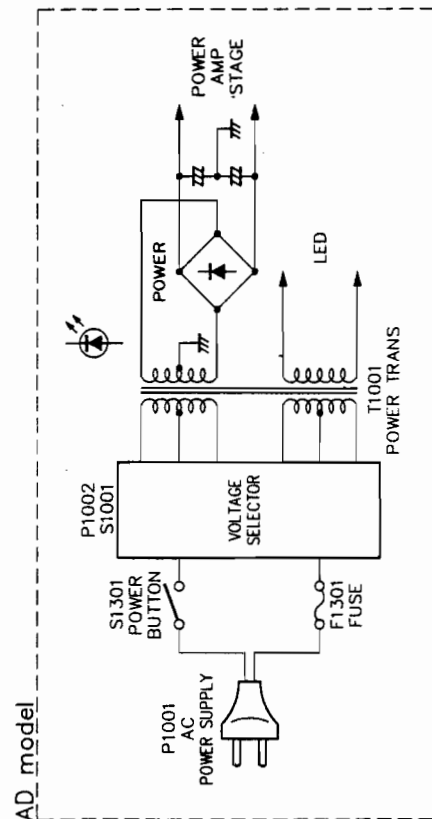 AD model
P1001
AC
POWER SUPPLY
S1301
POWER
BUTTON
F1301
FUSE
P1002
S1001
VOLTAGE
SELECTOR
T1001
POWER TRANS
POWER
LED
POWER
AMP
STAGE